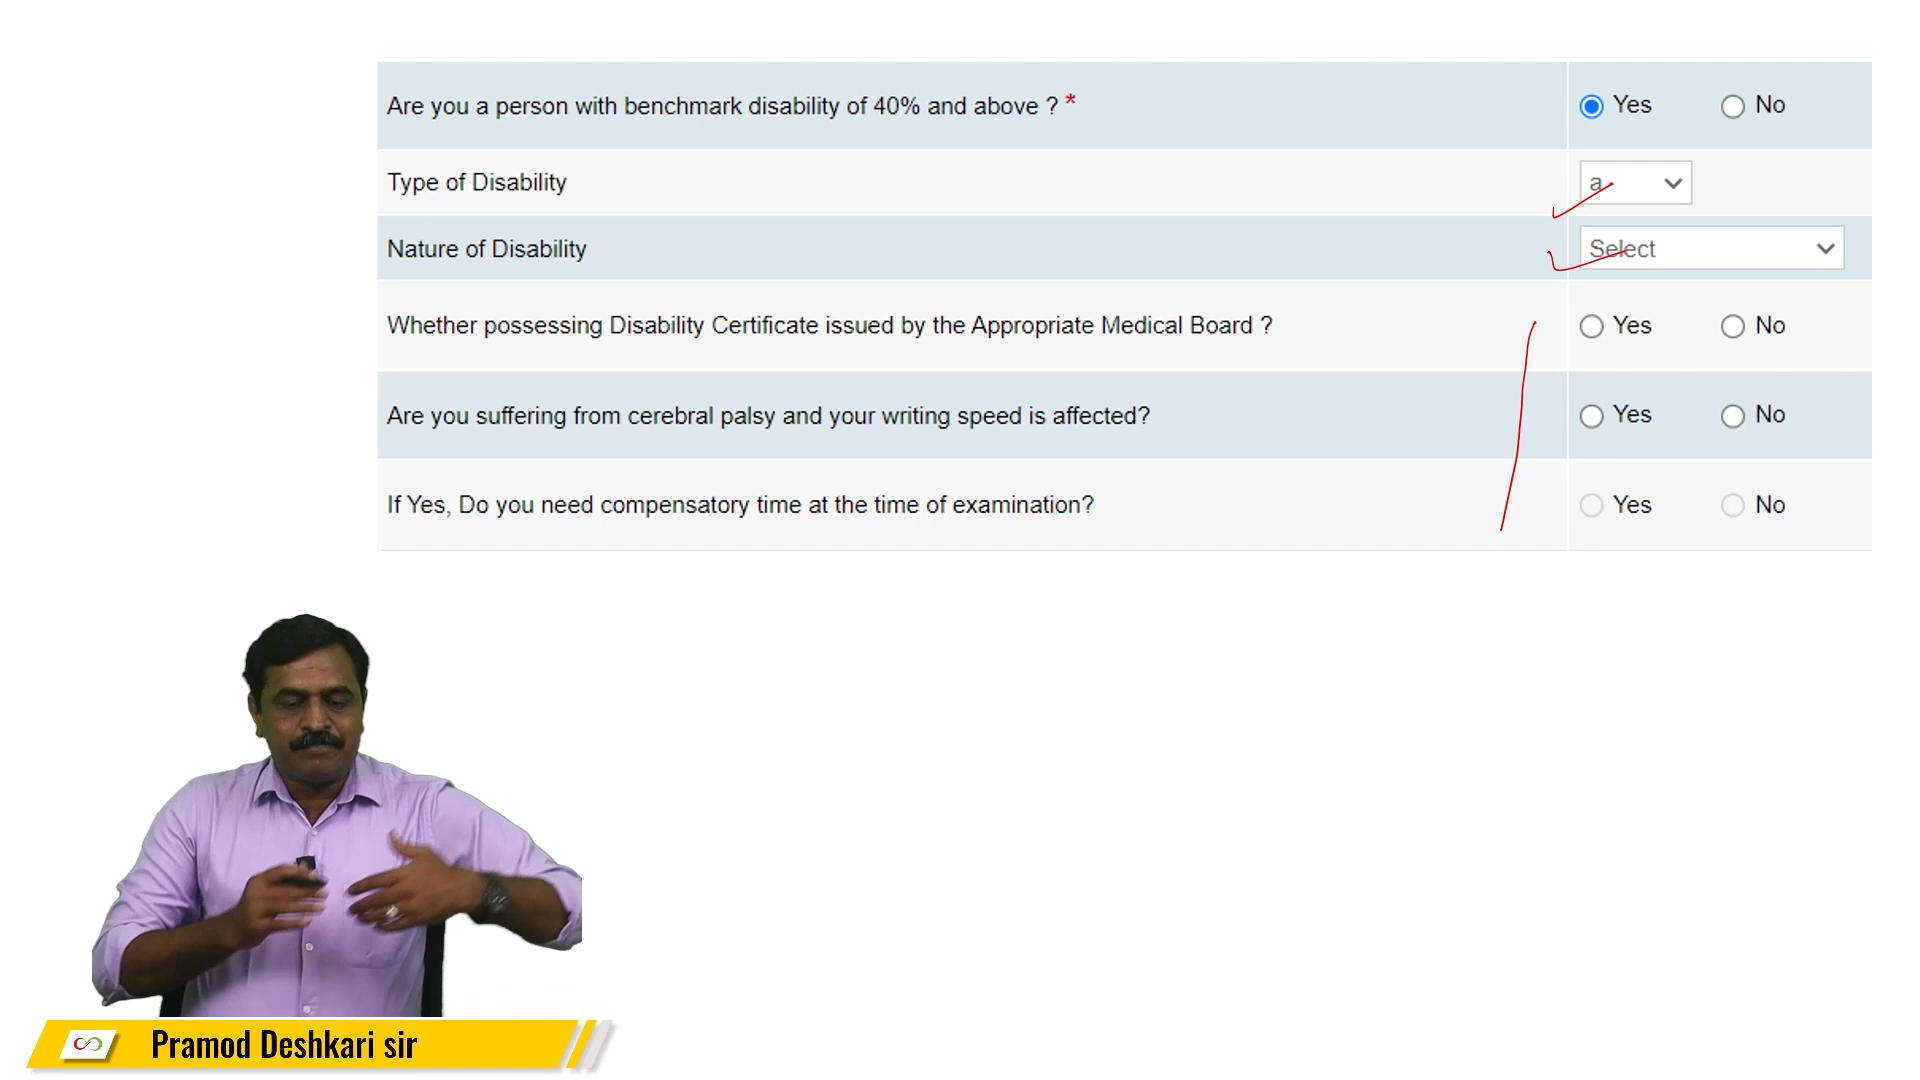 Are you a person with benchmark disability of 40% and above ? * Yes No
Type of Disability a
Nature of Disability Select
Whether possessing Disability Certificate issued by the Appropriate Medical Board ? Yes No
Are you suffering from cerebral palsy and your writing speed is affected? Yes No
If Yes, Do you need compensatory time at the time of examination? Yes No
Pramod Deshkari sir